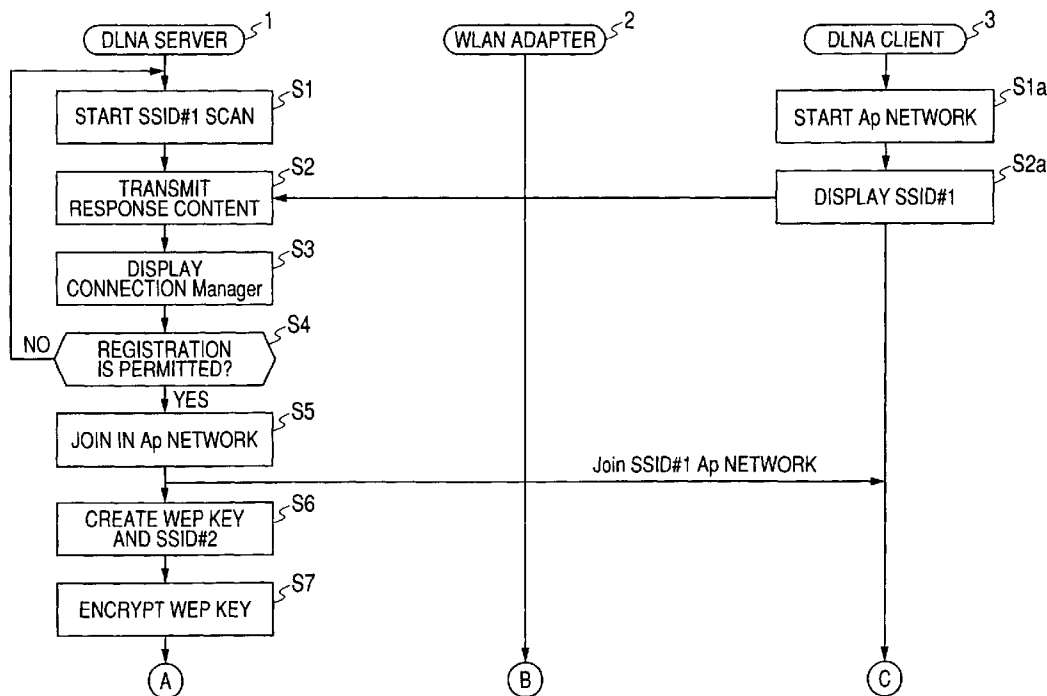 DLNA SERVER 1
WLAN ADAPTER 2
DLNA CLIENT 3
S1
START SSID#1 SCAN
S1a
START Ap NETWORK
S2
TRANSMIT
RESPONSE CONTENT
S2a
DISPLAY SSID#1
S3
DISPLAY
CONNECTION Manager
S4
NO
REGISTRATION
IS PERMITTED?
YES
S5
JOIN IN Ap NETWORK
Join SSID#1 Ap NETWORK
S6
CREATE WEP KEY
AND SSID#2
S7
ENCRYPT WEP KEY
A
B
C